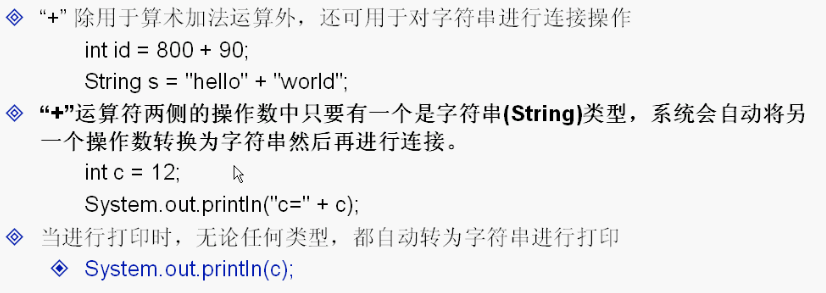 “+” 除用于算术加法运算外，还可用于对字符串进行连接操作
int id = 800 + 90;
String s = "hello" + "world";
“+”运算符两侧的操作数中只要有一个是字符串(String)类型，系统会自动将另
一个操作数转换为字符串然后再进行连接。
int c = 12;
System.out.println("c=" + c);
当进行打印时，无论任何类型，都自动转为字符串进行打印
System.out.println(c);